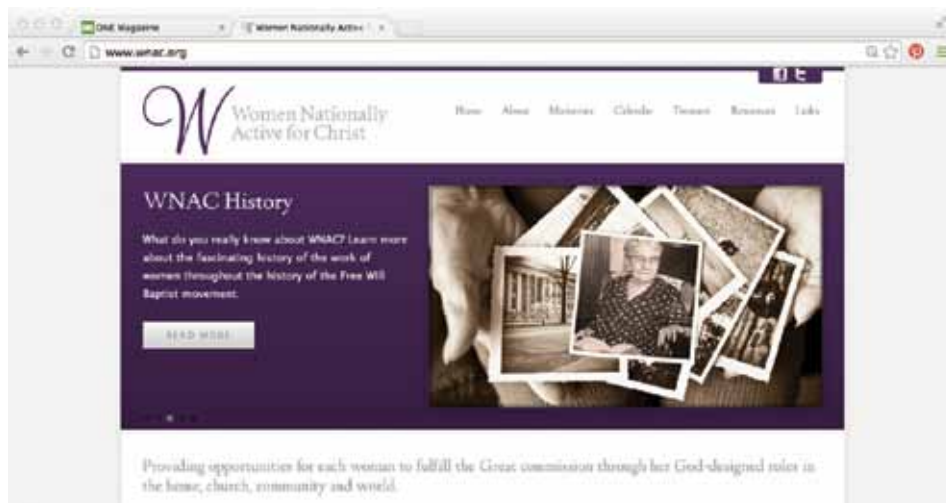 ONE Magazine
Women Nationally Active
www.wnac.org
W Women Nationally
Active for Christ
Home About Ministries Calendar Treasury Resources Links
WNAC History
What do you really know about WNAC? Learn more
about the fascinating history of the work of
women throughout the history of the Free Will
Baptist movement.
READ MORE
Providing opportunities for each woman to fulfill the Great commission through her God-designed roles in
the home, church, community and world.